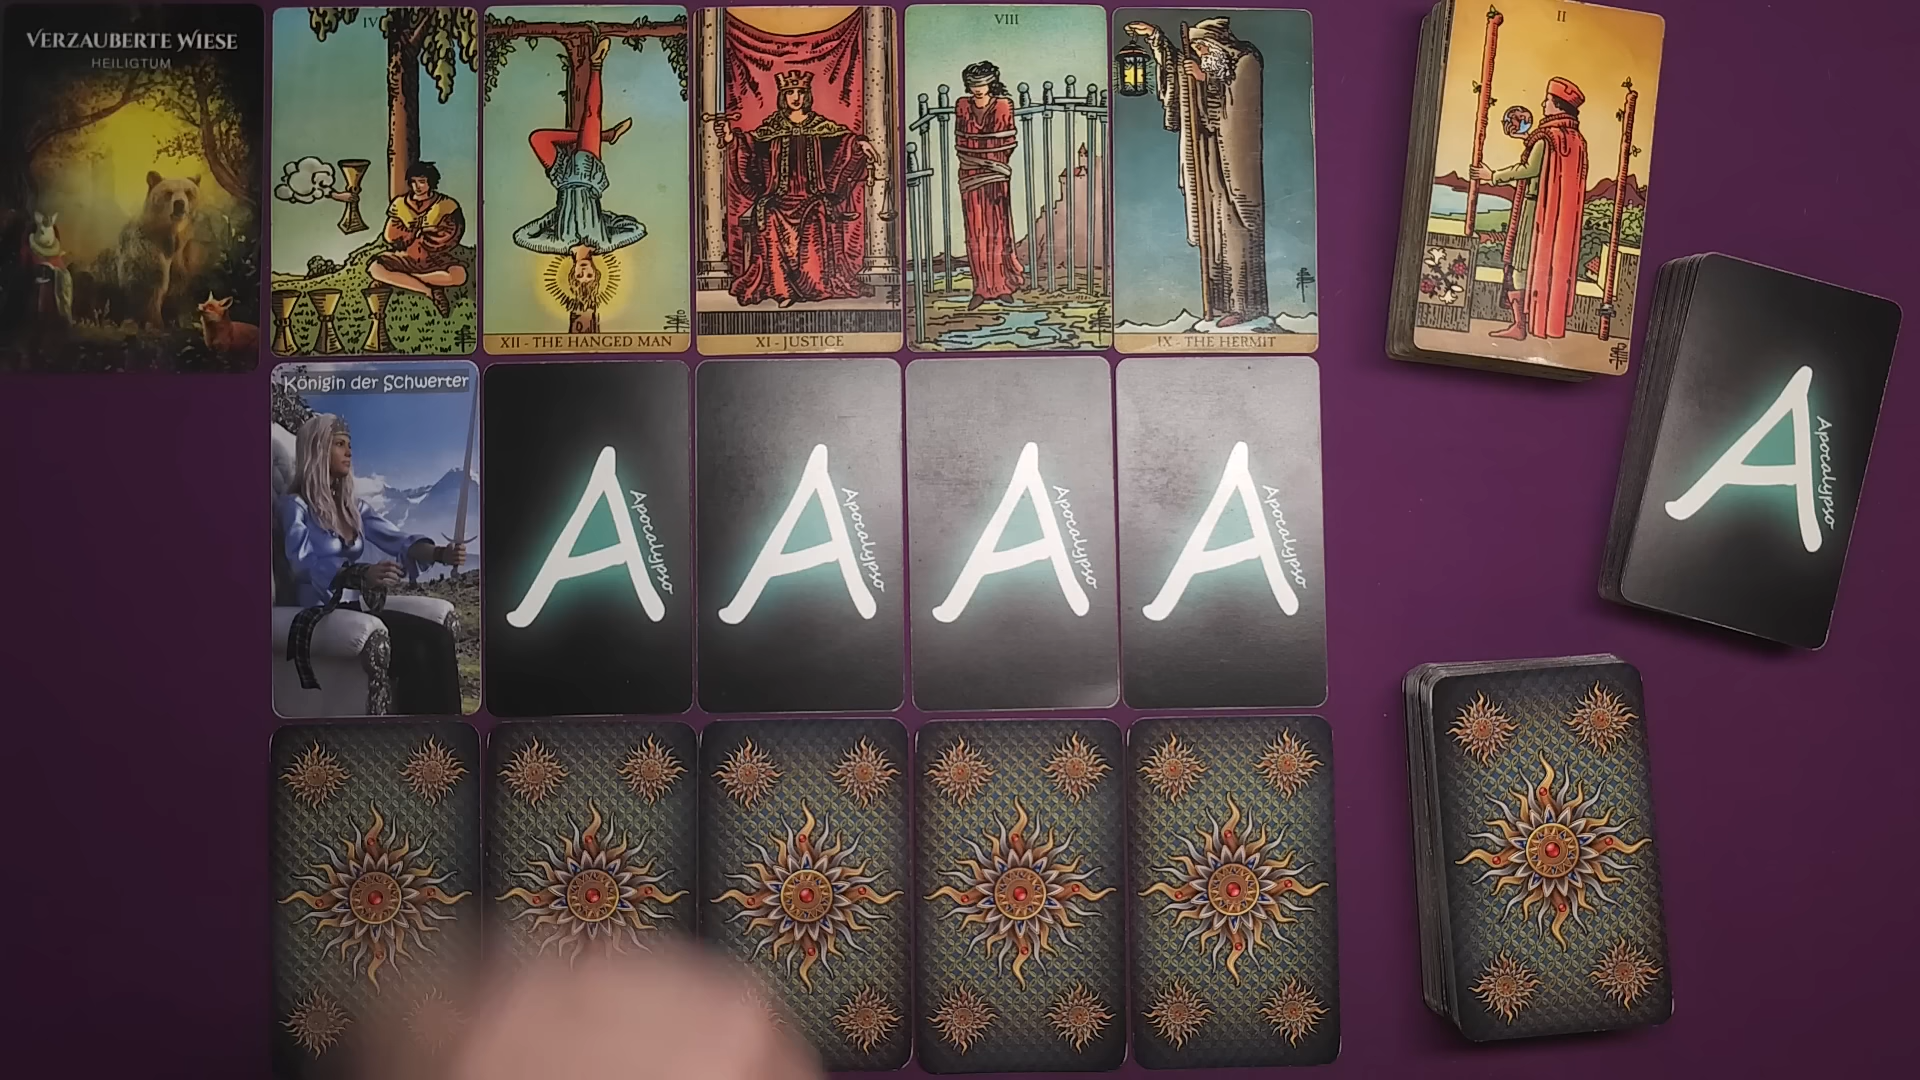 VERZAUBERTE WIESE
HEILIGTUM
IV
XII - THE HANGED MAN
XI - JUSTICE
VIII
IX - THE HERMIT
II
Königin der Schwerter
A
Apocalypso
A
Apocalypso
A
Apocalypso
A
Apocalypso
A
Apocalypso